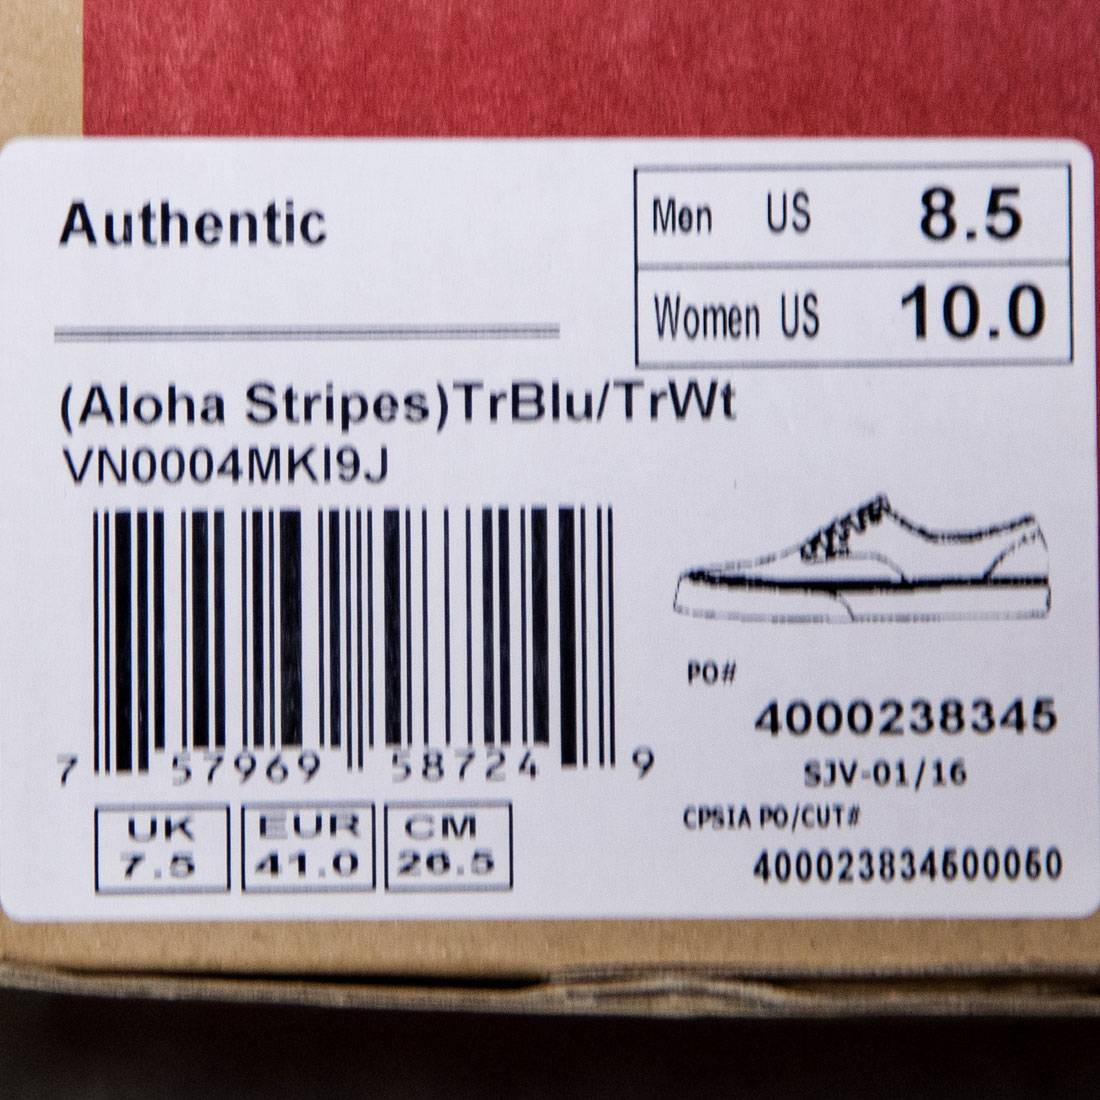 Authentic
Men US 8.5
Women US 10.0
(Aloha Stripes)TrBlu/TrWt
VN0004MKI9J
7 57969 58724 9
PO#
4000238345
SJV-01/16
CPSIA PO/CUT#
400023834500060
UK EUR CM
7.5 41.0 26.5